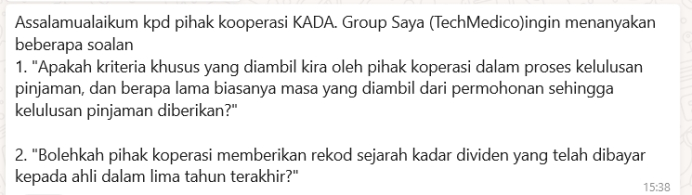 Assalamualaikum kpd pihak kooperasi KADA. Group Saya (TechMedico)ingin menanyakan
beberapa soalan
1. "Apakah kriteria khusus yang diambil kira oleh pihak koperasi dalam proses kelulusan
pinjaman, dan berapa lama biasanya masa yang diambil dari permohonan sehingga
kelulusan pinjaman diberikan?"
2. "Bolehkah pihak koperasi memberikan rekod sejarah kadar dividen yang telah dibayar
kepada ahli dalam lima tahun terakhir?"
15:38